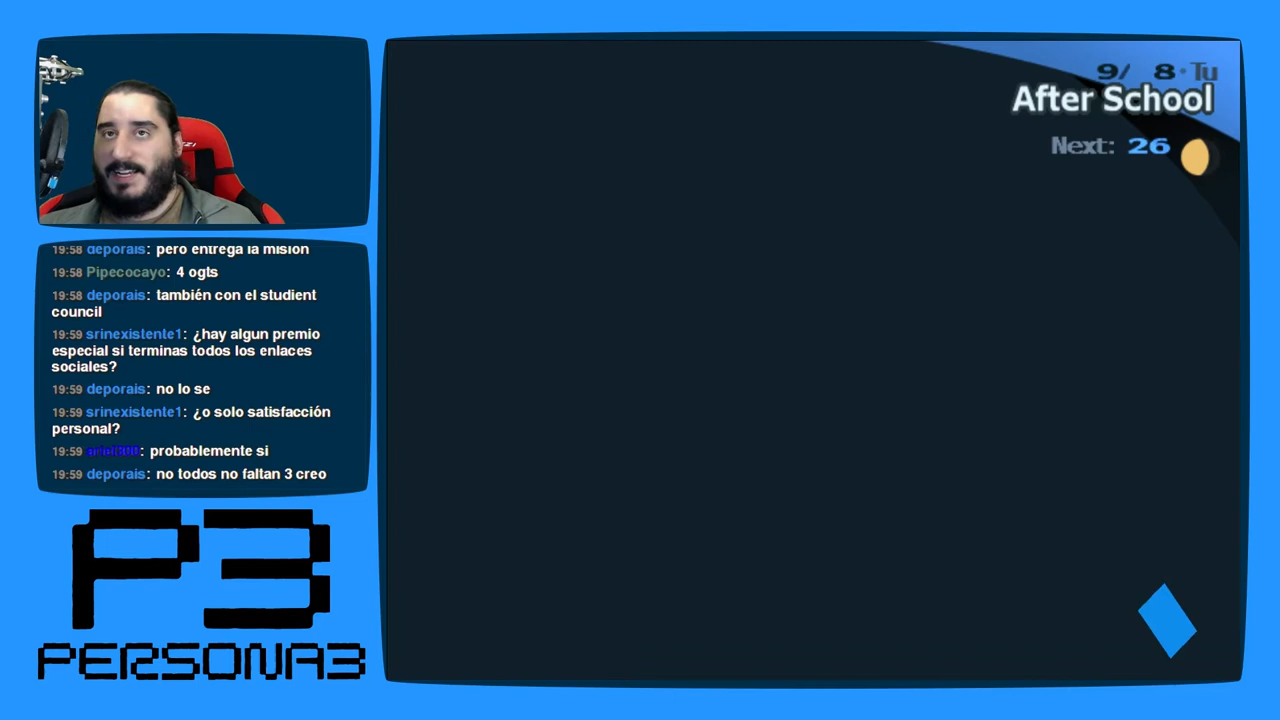 19:58 deporais: pero entrega la mision
19:58 Pipecocayo: 4 ogts
19:58 deporais: también con el studient
council
19:59 srinexistente1: ¿hay algun premio
especial si terminas todos los enlaces
sociales?
19:59 deporais: no lo se
19:59 srinexistente1: ¿o solo satisfacción
personal?
19:59 : probablemente si
19:59 deporais: no todos no faltan 3 creo
P3
PERSONA3
9/ 8·Tu
After School
Next: 26